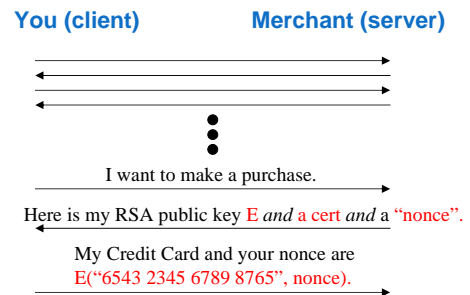 You (client) Merchant (server)
I want to make a purchase.
Here is my RSA public key E and a cert and a “nonce”.
My Credit Card and your nonce are
E(“6543 2345 6789 8765”, nonce).